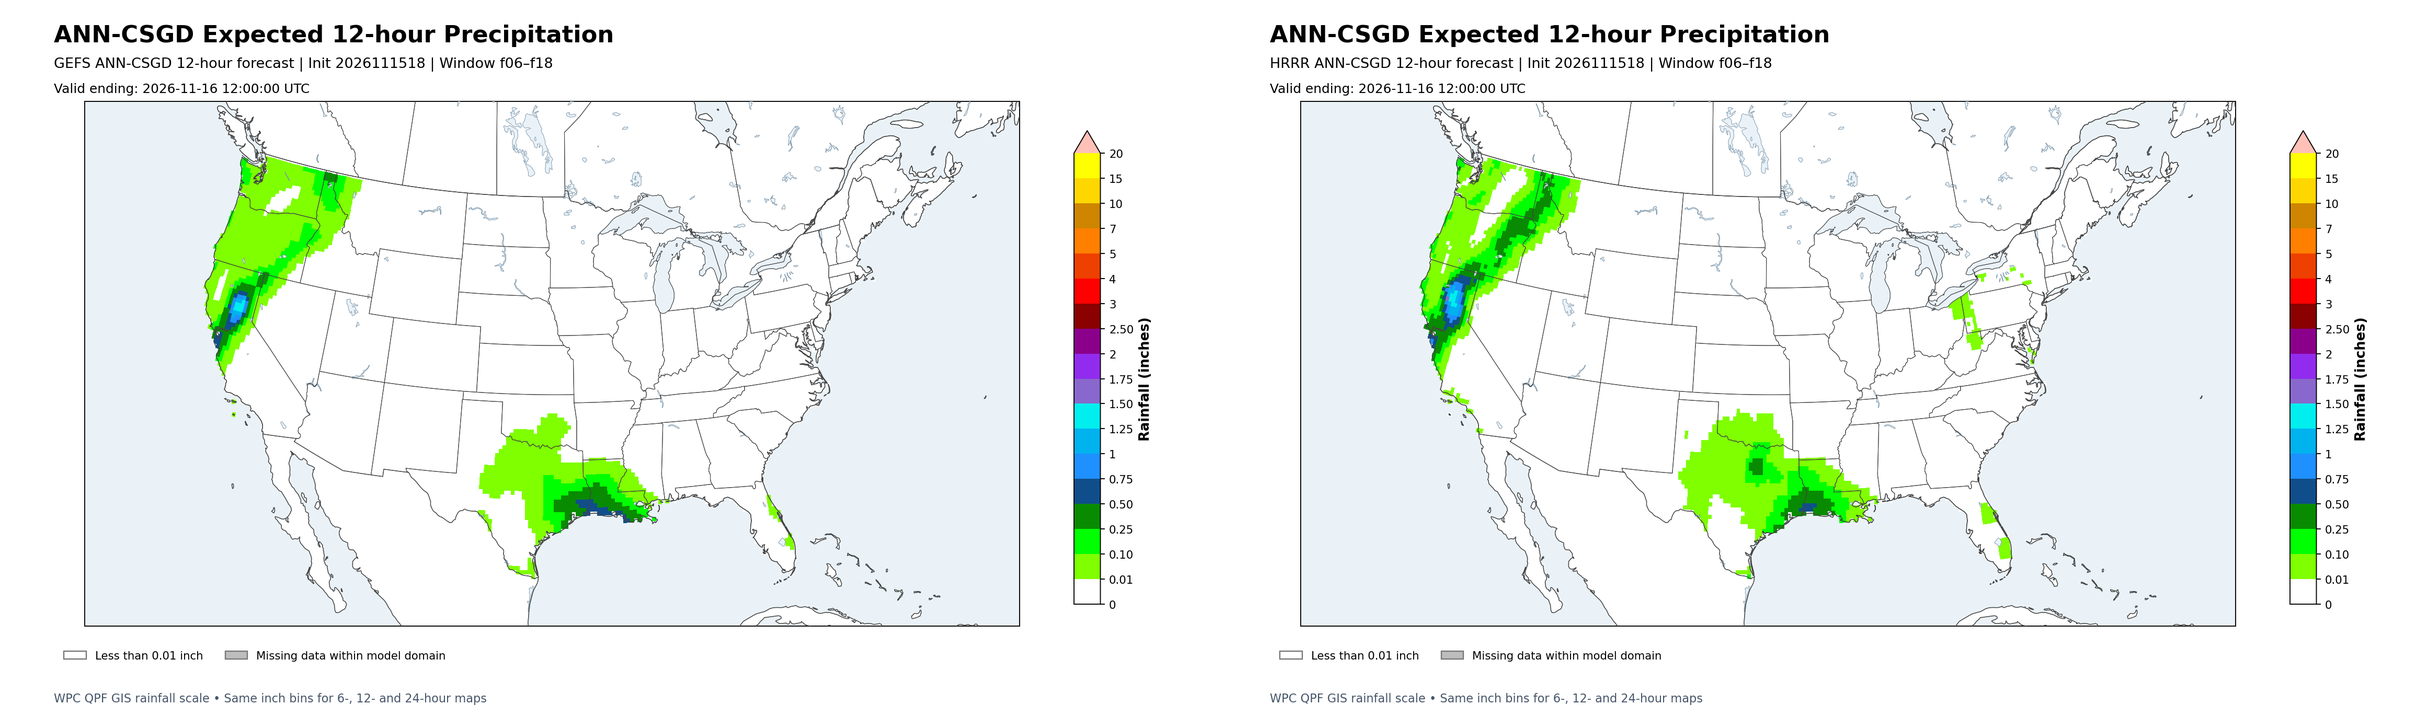 ANN-CSGD Expected 12-hour Precipitation
GEFS ANN-CSGD 12-hour forecast | Init 2026111518 | Window f06–f18
Valid ending: 2026-11-16 12:00:00 UTC
20
15
10
7
5
4
3
2.50
2
1.75
1.50
1.25
1
0.75
0.50
0.25
0.10
0.01
0
Rainfall (inches)
Less than 0.01 inch
Missing data within model domain
WPC QPF GIS rainfall scale • Same inch bins for 6-, 12- and 24-hour maps
ANN-CSGD Expected 12-hour Precipitation
HRRR ANN-CSGD 12-hour forecast | Init 2026111518 | Window f06–f18
Valid ending: 2026-11-16 12:00:00 UTC
20
15
10
7
5
4
3
2.50
2
1.75
1.50
1.25
1
0.75
0.50
0.25
0.10
0.01
0
Rainfall (inches)
Less than 0.01 inch
Missing data within model domain
WPC QPF GIS rainfall scale • Same inch bins for 6-, 12- and 24-hour maps